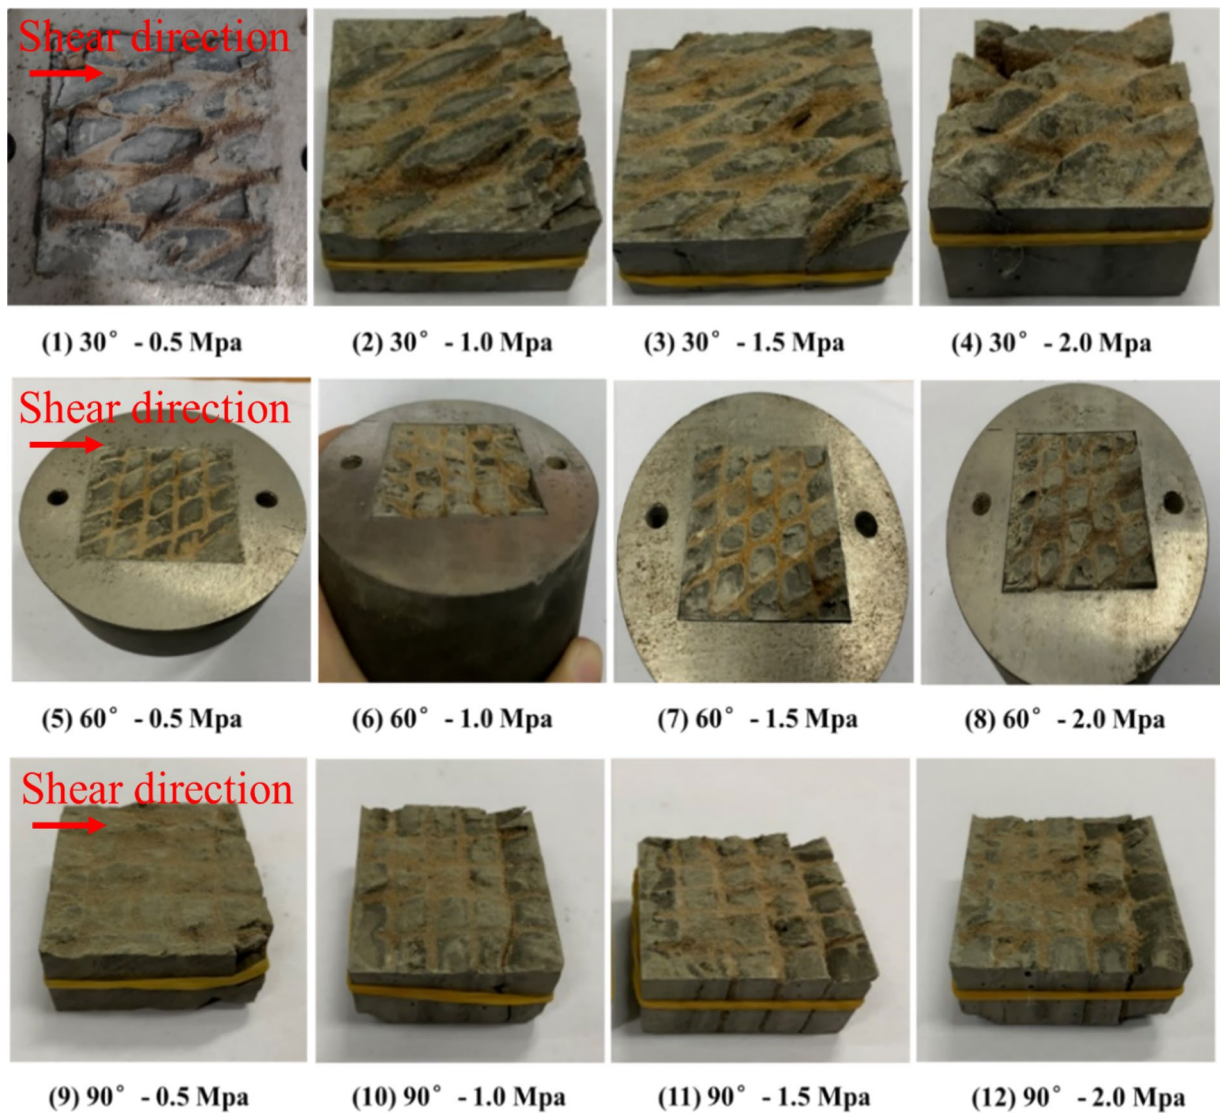 Shear direction
(1) 30° - 0.5 Mpa
(2) 30° - 1.0 Mpa
(3) 30° - 1.5 Mpa
(4) 30° - 2.0 Mpa
Shear direction
(5) 60° - 0.5 Mpa
(6) 60° - 1.0 Mpa
(7) 60° - 1.5 Mpa
(8) 60° - 2.0 Mpa
Shear direction
(9) 90° - 0.5 Mpa
(10) 90° - 1.0 Mpa
(11) 90° - 1.5 Mpa
(12) 90° - 2.0 Mpa